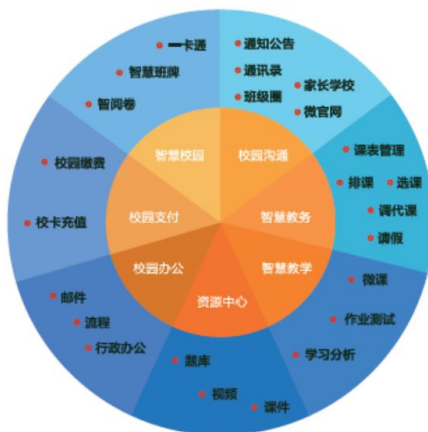 一卡通
智慧班牌
智阅卷
通知公告
通讯录
家长学校
班级圈
微官网
智慧校园
校园沟通
课表管理
排课
选课
调代课
请假
校园缴费
校卡充值
校园支付
智慧教务
校园办公
智慧教学
资源中心
邮件
流程
行政办公
微课
作业测试
学习分析
题库
视频
课件